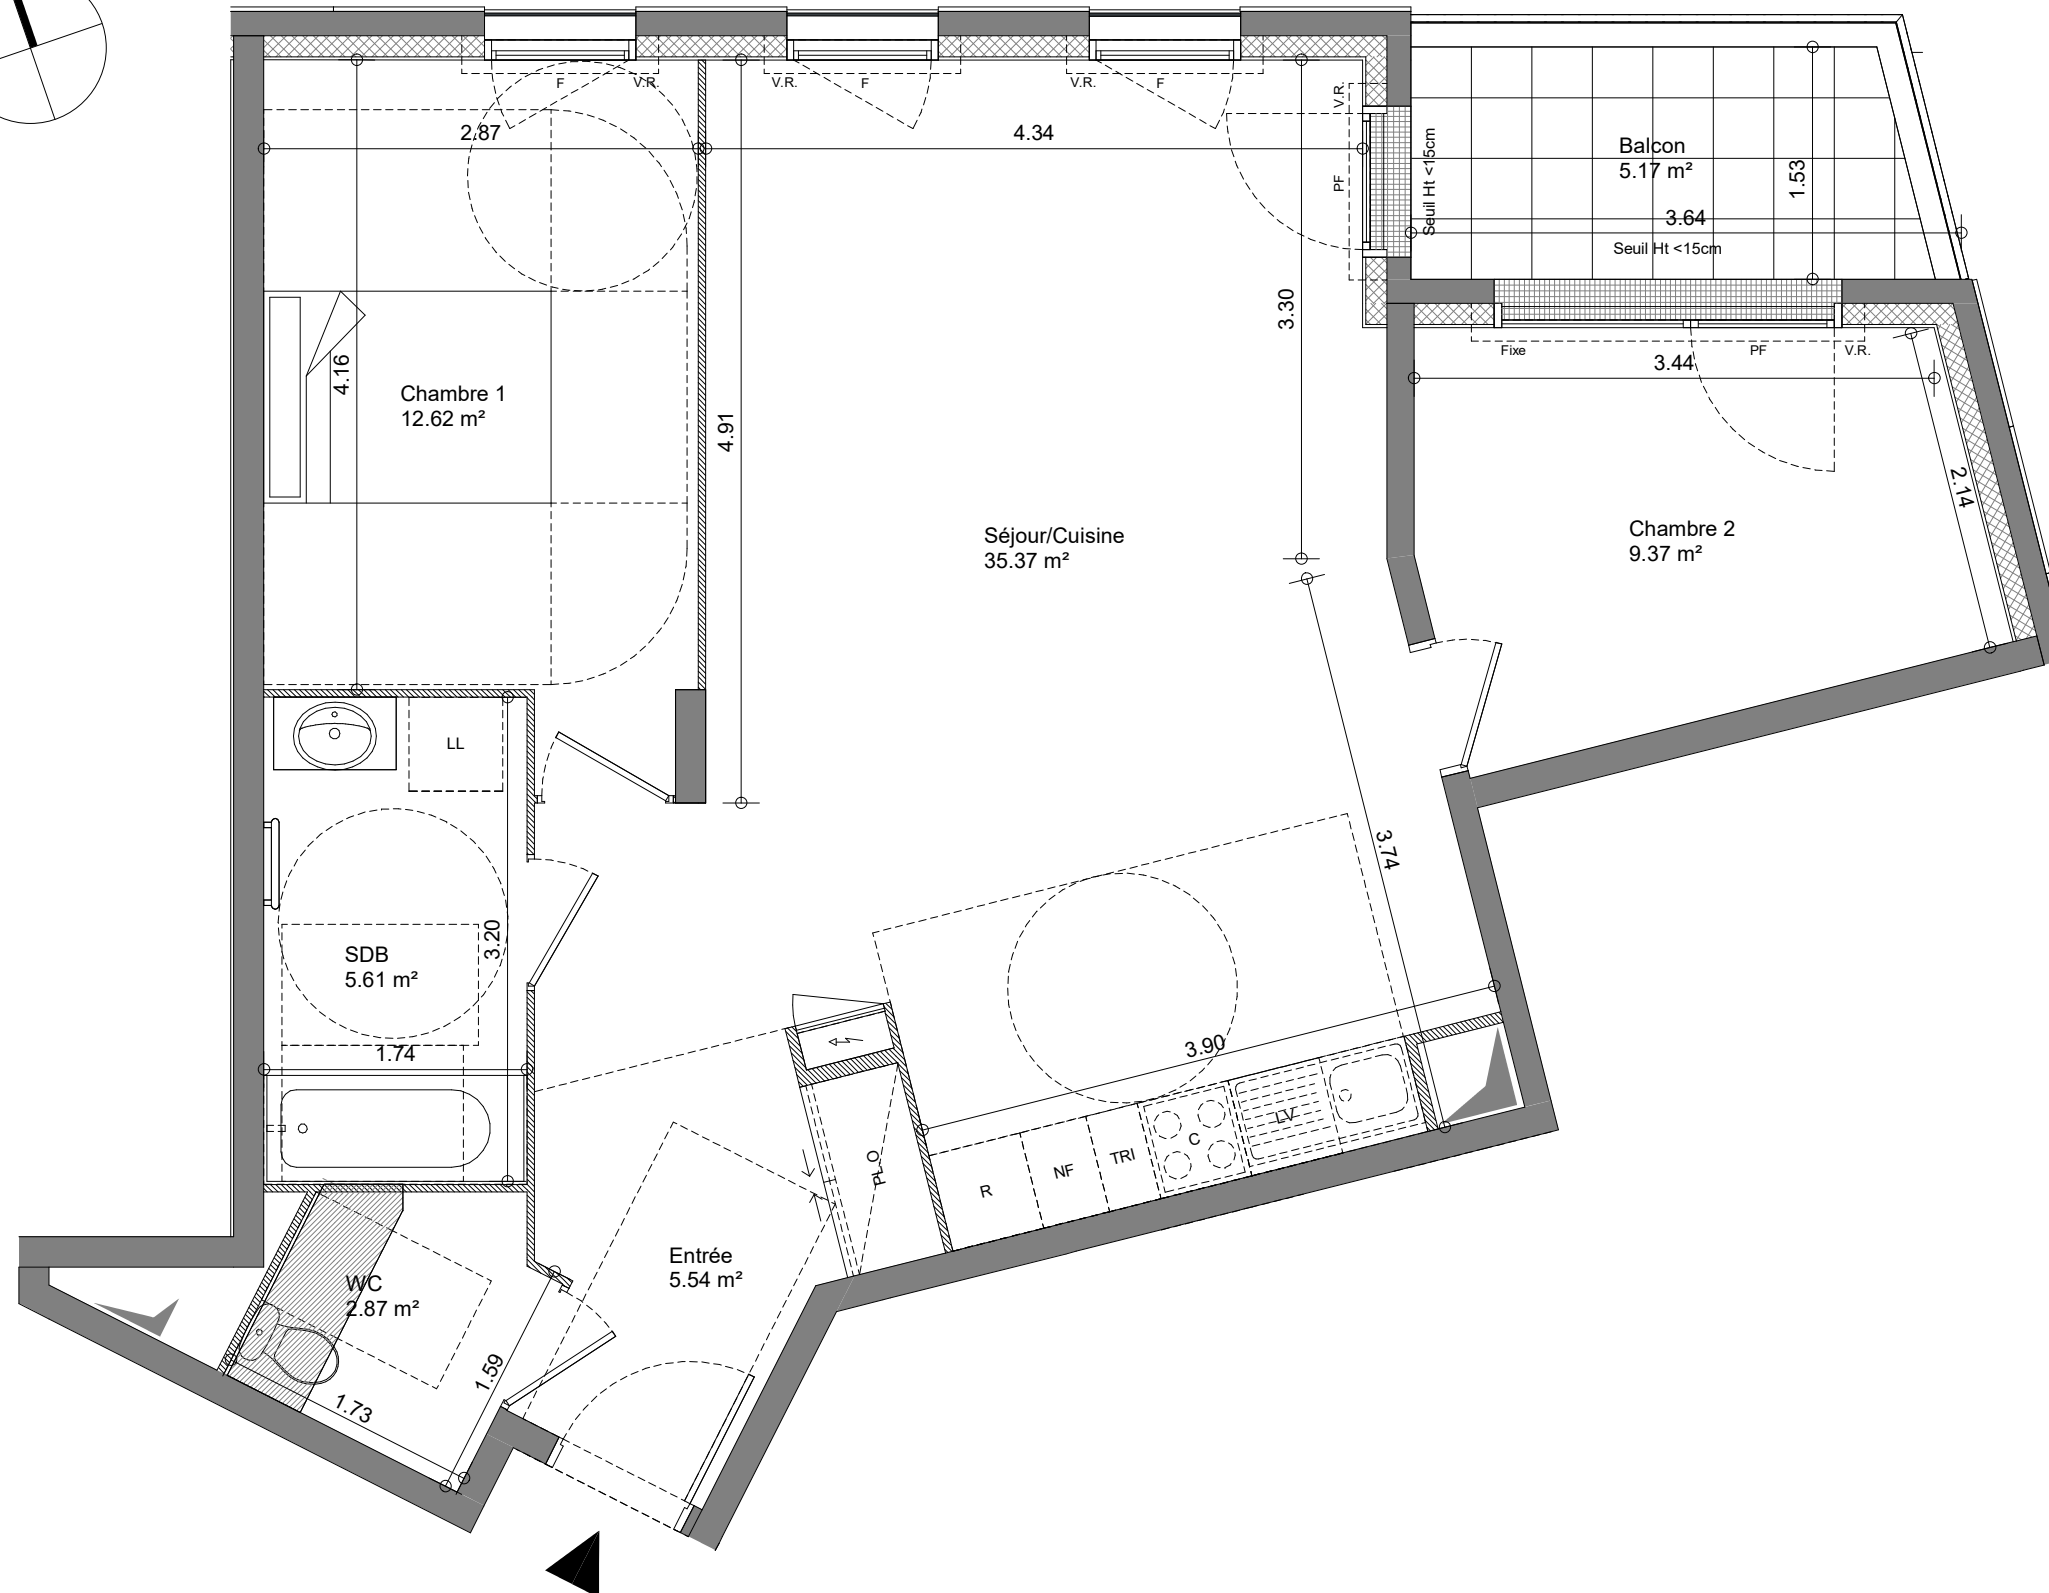 F
V.R.
V.R.
F
V.R.
F
V.R.
2.87
4.34
PF
Seuil Ht <15cm
Balcon
5.17 m²
1.53
3.64
Seuil Ht <15cm
3.30
Fixe
PF
V.R.
3.44
4.16
Chambre 1
12.62 m²
4.91
2.14
Séjour/Cuisine
35.37 m²
Chambre 2
9.37 m²
LL
3.74
3.20
SDB
5.61 m²
1.74
3.90
LV
C
TRI
NF
R
PLO
Entrée
5.54 m²
WC
2.87 m²
1.59
1.73